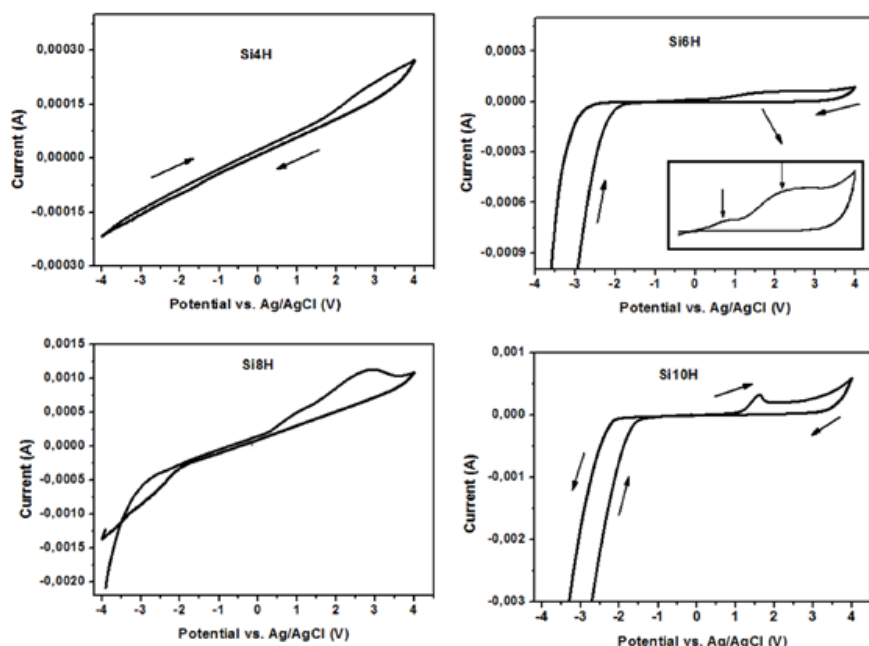 Si4H
Current (A)
0,00030
0,00015
0,00000
-0,00015
-0,00030
-4 -3 -2 -1 0 1 2 3 4
Potential vs. Ag/AgCl (V)
Si6H
Current (A)
0,0003
0,0000
-0,0003
-0,0006
-0,0009
-4 -3 -2 -1 0 1 2 3 4
Potential vs. Ag/AgCl (V)
Si8H
Current (A)
0,0015
0,0010
0,0005
0,0000
-0,0005
-0,0010
-0,0015
-0,0020
-4 -3 -2 -1 0 1 2 3 4
Potential vs. Ag/AgCl (V)
Si10H
Current (A)
0,001
0,000
-0,001
-0,002
-0,003
-4 -3 -2 -1 0 1 2 3 4
Potential vs. Ag/AgCl (V)